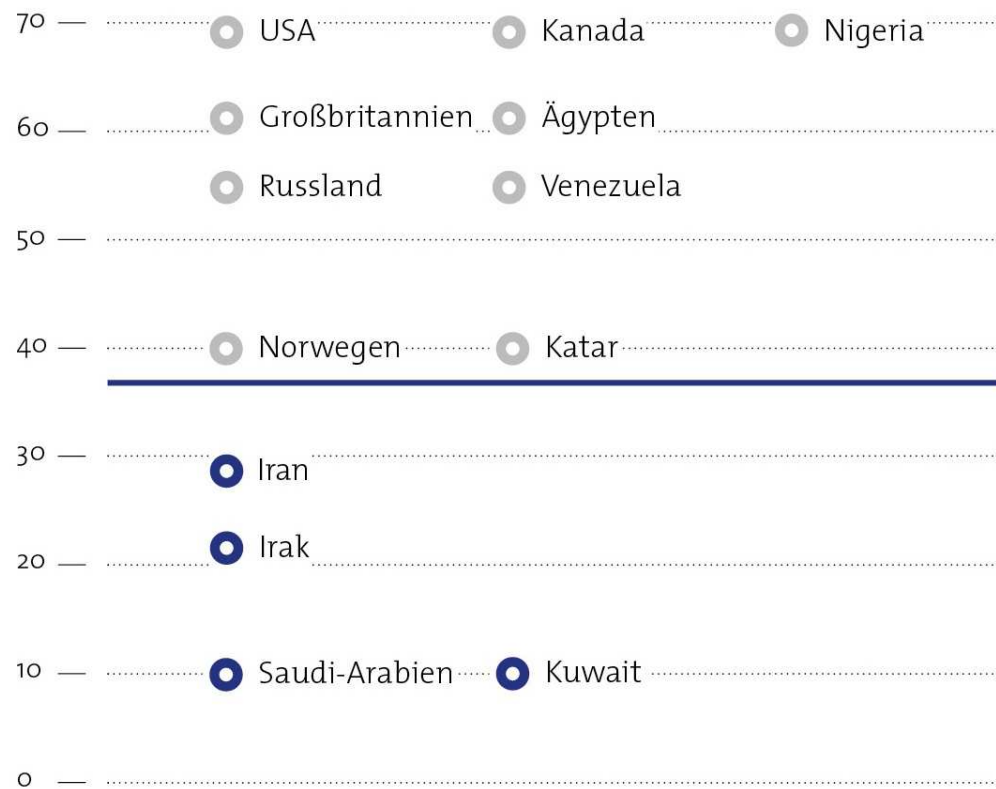 70 USA Kanada Nigeria
60 Großbritannien Ägypten
Russland Venezuela
50
40 Norwegen Katar
30 Iran
Irak
20
10 Saudi-Arabien Kuwait
0